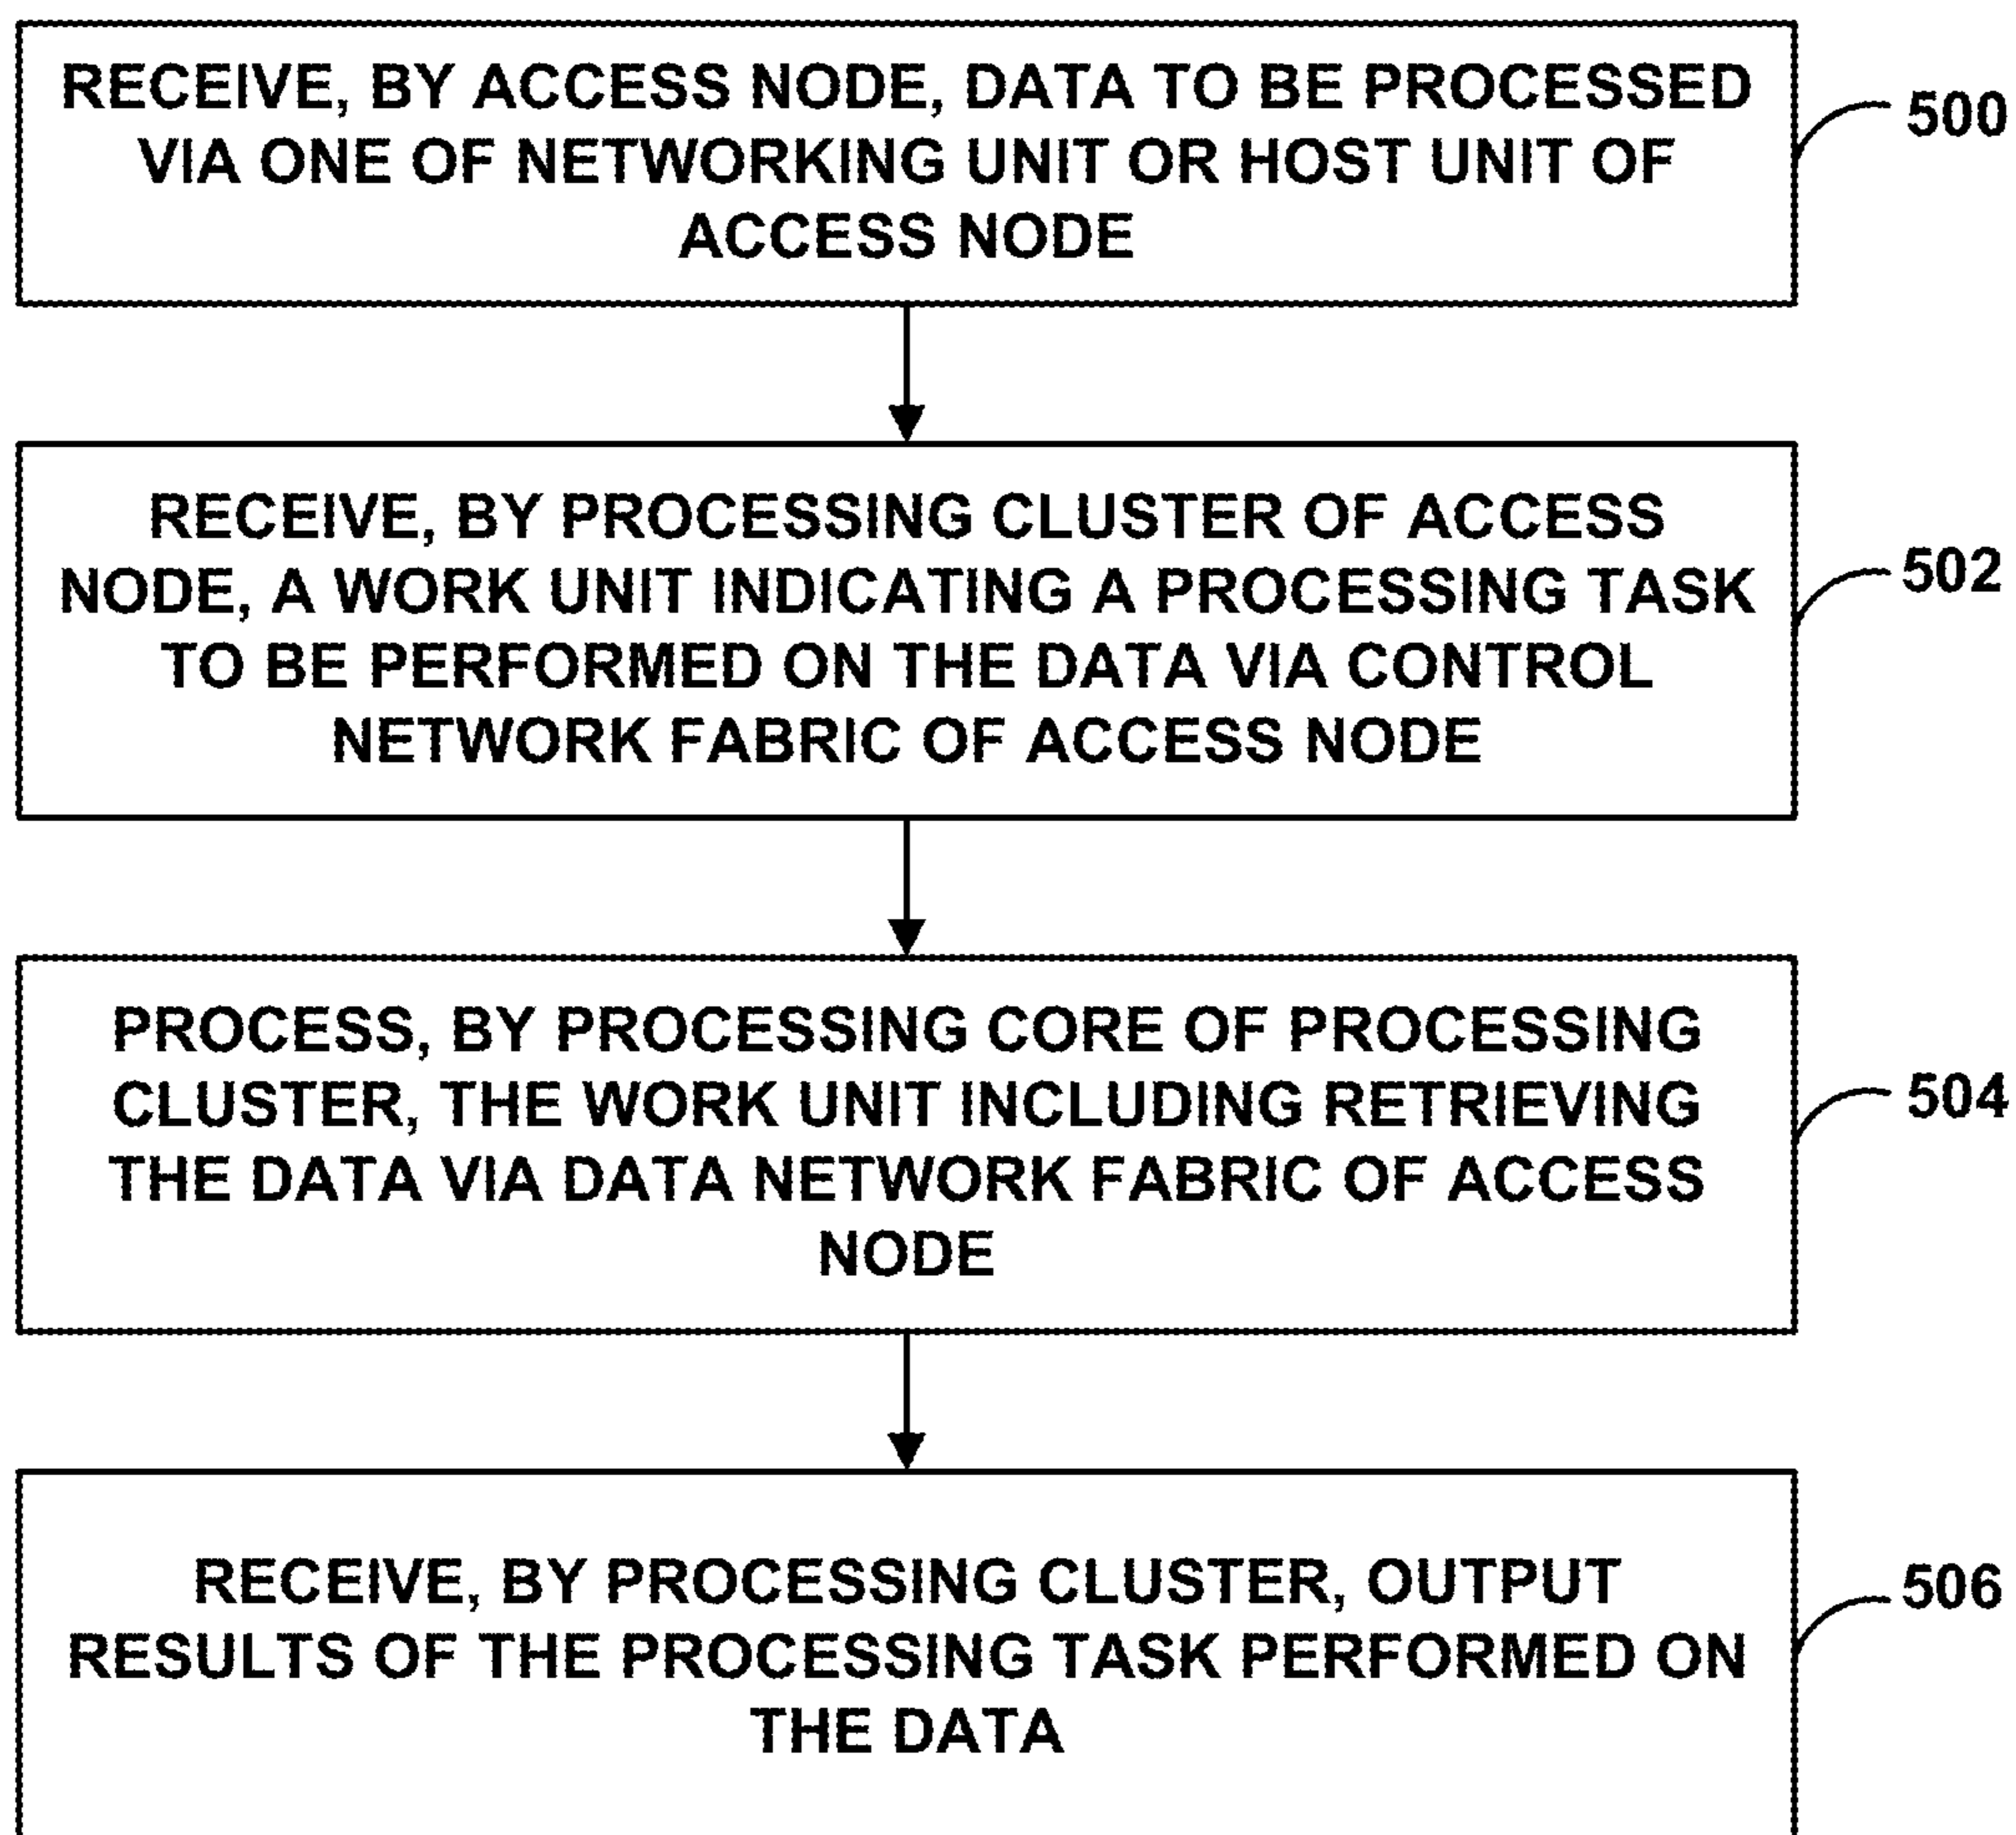 RECEIVE, BY ACCESS NODE, DATA TO BE PROCESSED
VIA ONE OF NETWORKING UNIT OR HOST UNIT OF
ACCESS NODE
500
RECEIVE, BY PROCESSING CLUSTER OF ACCESS
NODE, A WORK UNIT INDICATING A PROCESSING TASK
TO BE PERFORMED ON THE DATA VIA CONTROL
NETWORK FABRIC OF ACCESS NODE
502
PROCESS, BY PROCESSING CORE OF PROCESSING
CLUSTER, THE WORK UNIT INCLUDING RETRIEVING
THE DATA VIA DATA NETWORK FABRIC OF ACCESS
NODE
504
RECEIVE, BY PROCESSING CLUSTER, OUTPUT
RESULTS OF THE PROCESSING TASK PERFORMED ON
THE DATA
506